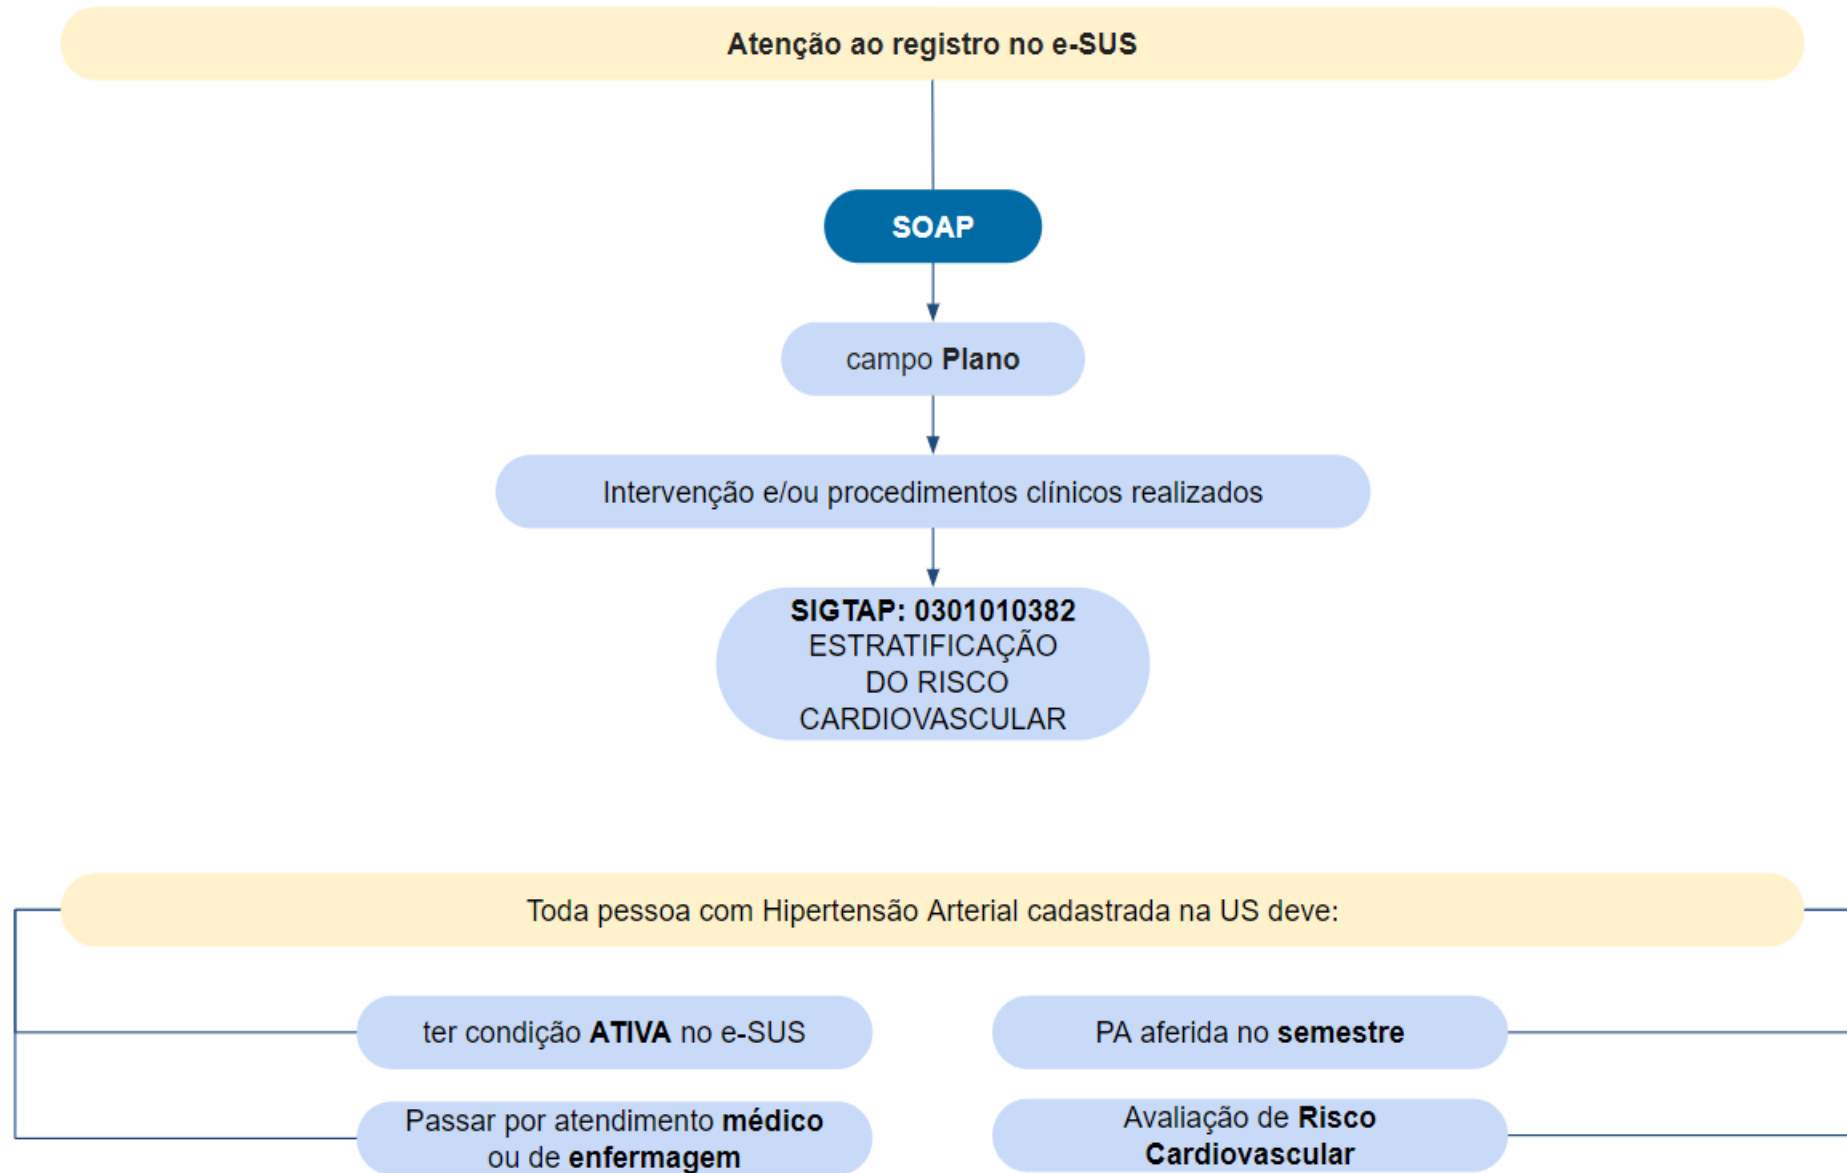 Atenção ao registro no e-SUS
SOAP
campo Plano
Intervenção e/ou procedimentos clínicos realizados
SIGTAP: 0301010382
ESTRATIFICAÇÃO
DO RISCO
CARDIOVASCULAR
Toda pessoa com Hipertensão Arterial cadastrada na US deve:
ter condição ATIVA no e-SUS
PA aferida no semestre
Passar por atendimento médico
ou de enfermagem
Avaliação de Risco
Cardiovascular